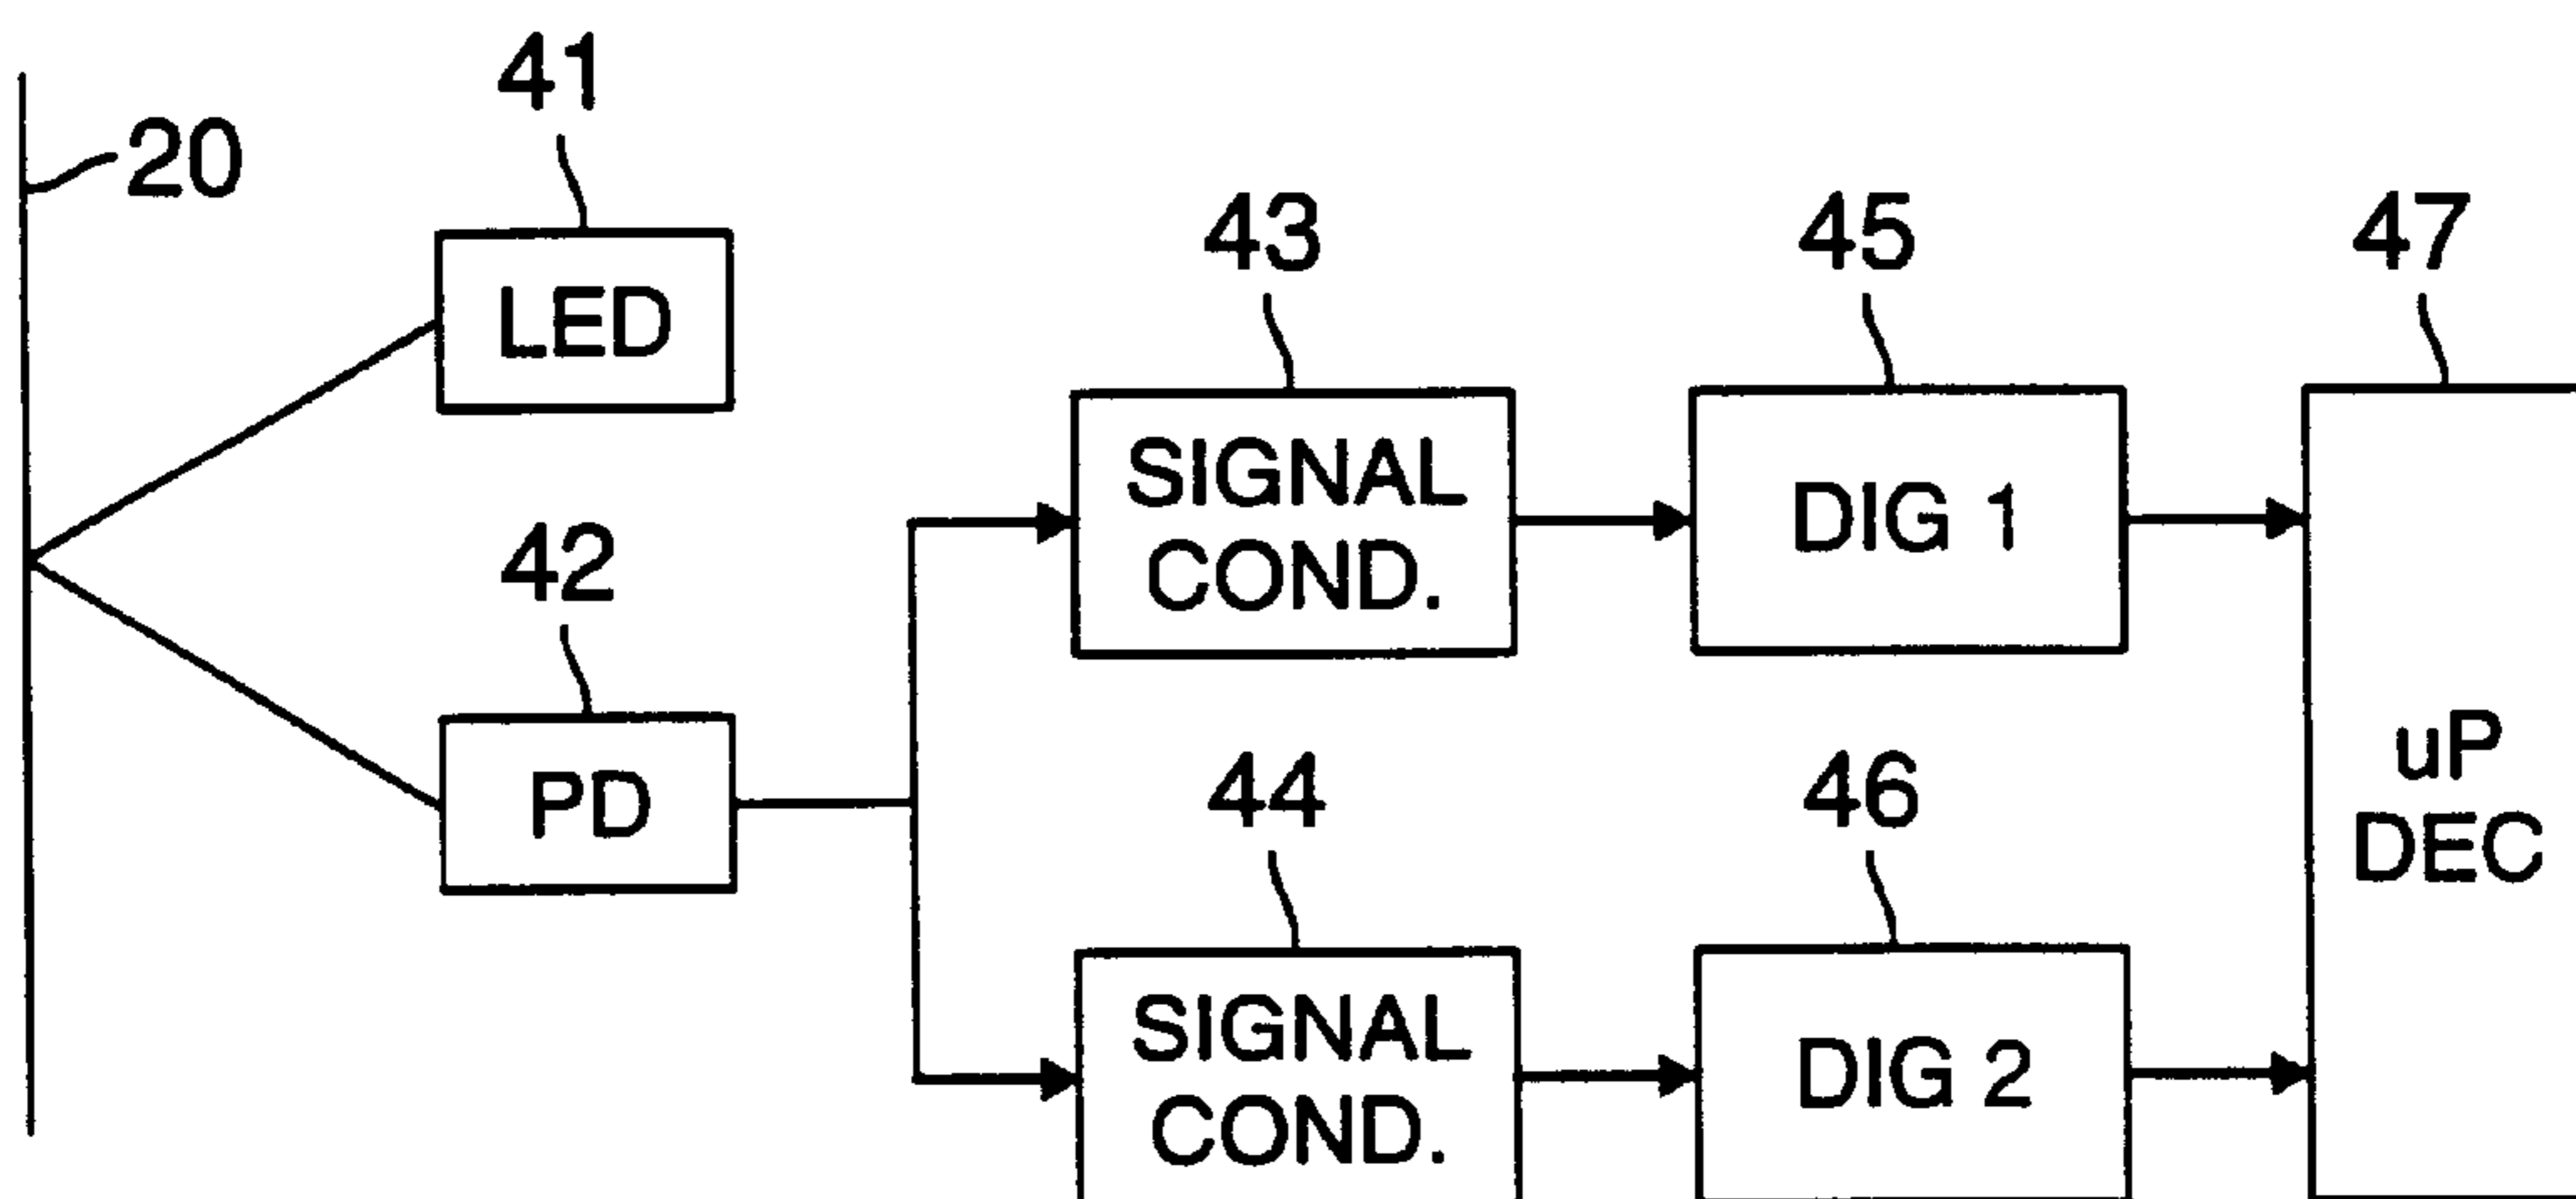 41
20
LED
43
45
47
SIGNAL
COND.
DIG 1
42
PD
uP
DEC
44
46
SIGNAL
COND.
DIG 2